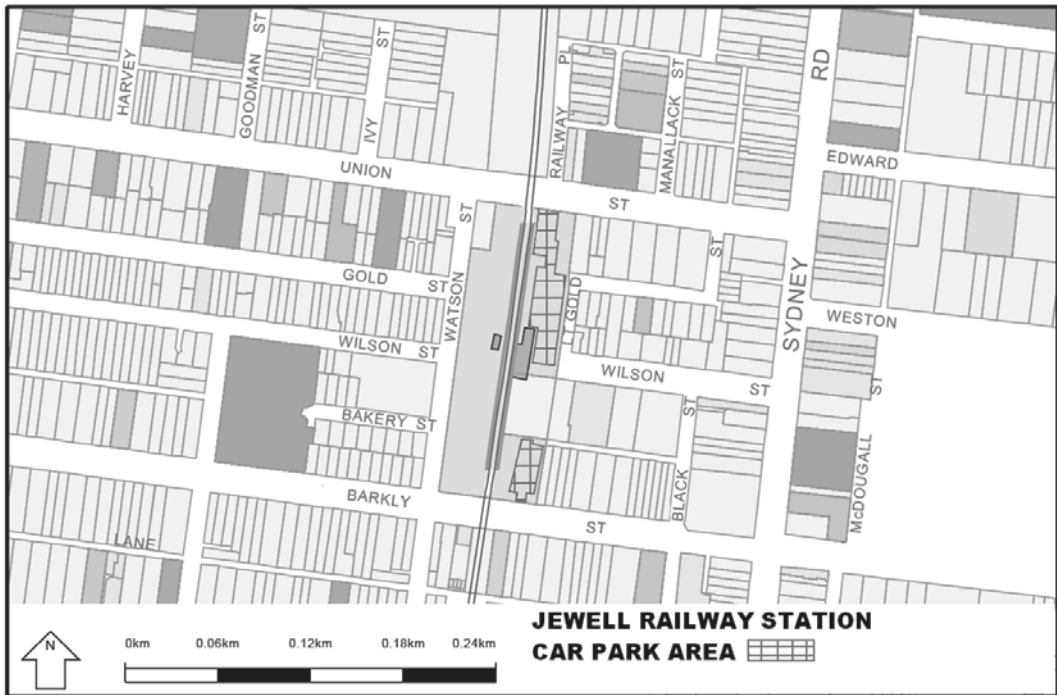 HARVEY
GOODMAN ST
IVY ST
RAILWAY PL
MANALLACK ST
SYDNEY RD
UNION ST
EDWARD
GOLD ST
WATSON ST
GOLD
ST
WESTON
WILSON ST
WILSON ST
BAKERY ST
BLACK ST
McDOUGALL ST
BARKLY ST
LANE
N
0km 0.06km 0.12km 0.18km 0.24km
JEWELL RAILWAY STATION
CAR PARK AREA